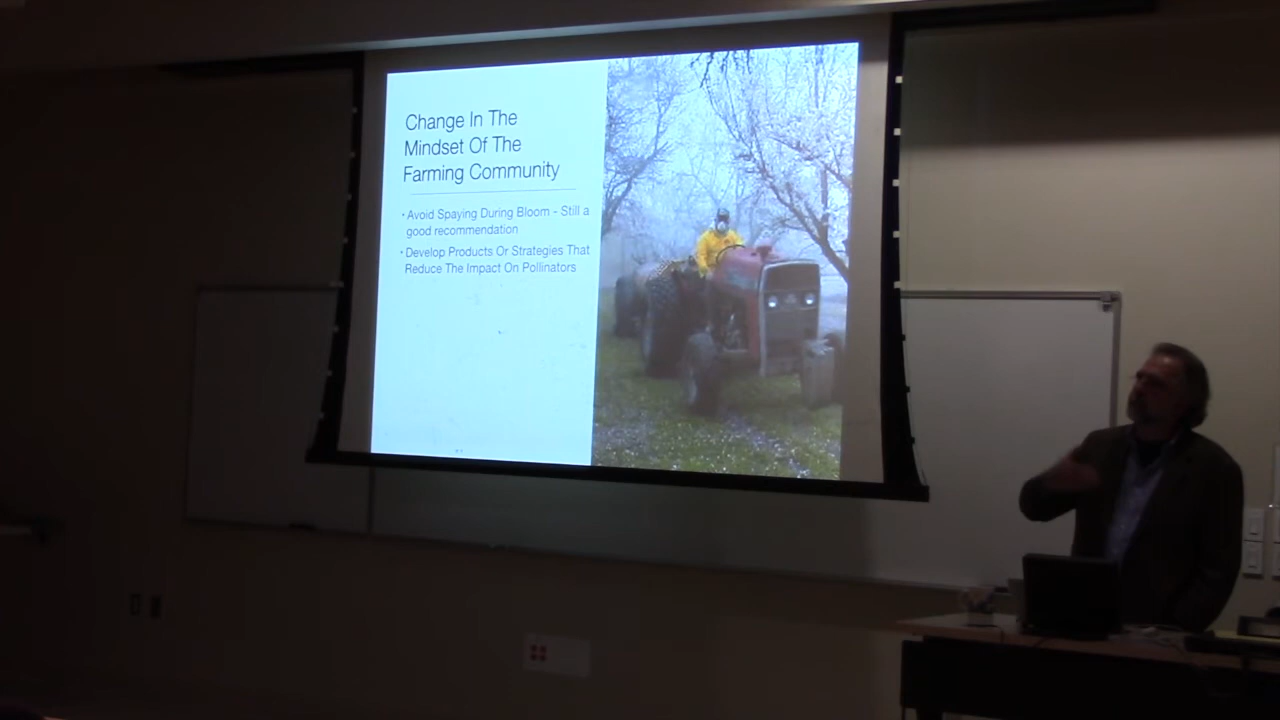 Change In The
Mindset Of The
Farming Community
• Avoid Spaying During Bloom - Still a
good recommendation
• Develop Products Or Strategies That
Reduce The Impact On Pollinators